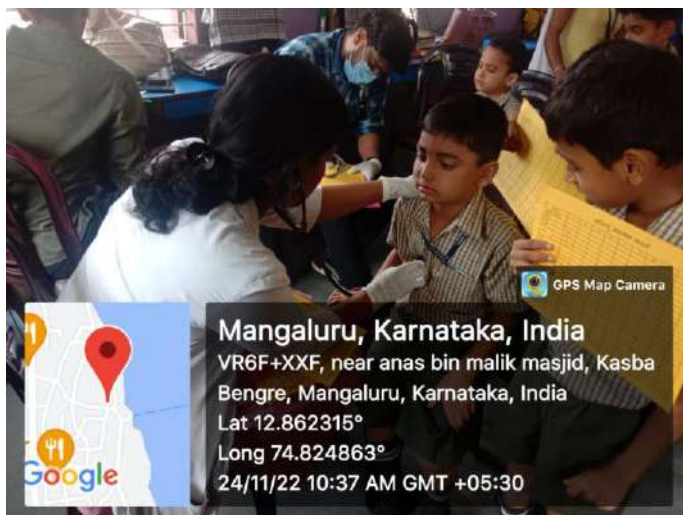 GPS Map Camera
Mangaluru, Karnataka, India
VR6F+XXF, near anas bin malik masjid, Kasba
Bengre, Mangaluru, Karnataka, India
Lat 12.862315°
Long 74.824863°
24/11/22 10:37 AM GMT +05:30
Google